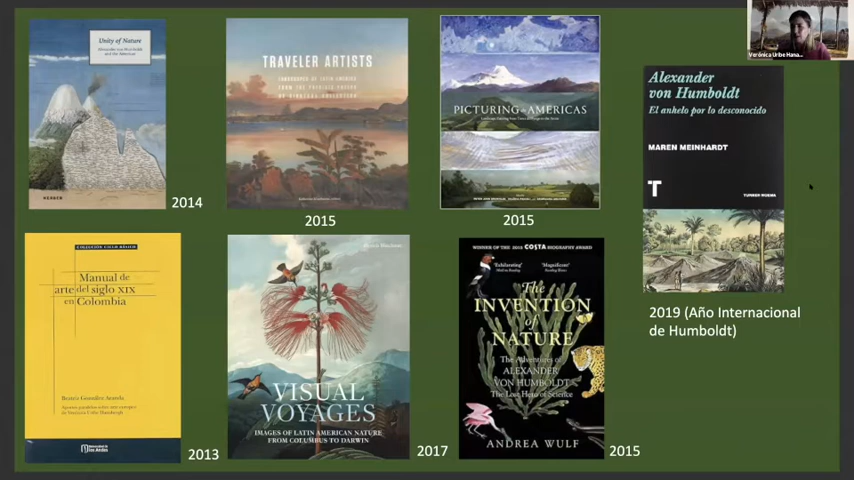 Unity of Nature
Alexander von Humboldt
and the Americas
KERBER
2014
TRAVELER ARTISTS
LANDSCAPES OF LATIN AMERICA
FROM THE PATRICIA PHELPS
DE CISNEROS COLLECTION
2015
PICTURING the AMERICAS
2015
Verónica Uribe Hana...
Alexander
von Humboldt
El anhelo por lo desconocido
MAREN MEINHARDT
T
TURNER NOEMA
2019 (Año Internacional
de Humboldt)
Manual de
arte del siglo XIX
en Colombia
Beatriz González Aranda
Universidad de
los Andes
2013
VISUAL
VOYAGES
IMAGES OF LATIN AMERICAN NATURE
FROM COLUMBUS TO DARWIN
2017
WINNER OF THE 2015 COSTA BIOGRAPHY AWARD
'Exhilarating'
'Magnificent'
The
INVENTION
of
NATURE
The Adventures of
ALEXANDER
VON HUMBOLDT
The Lost Hero of Science
ANDREA WULF
2015